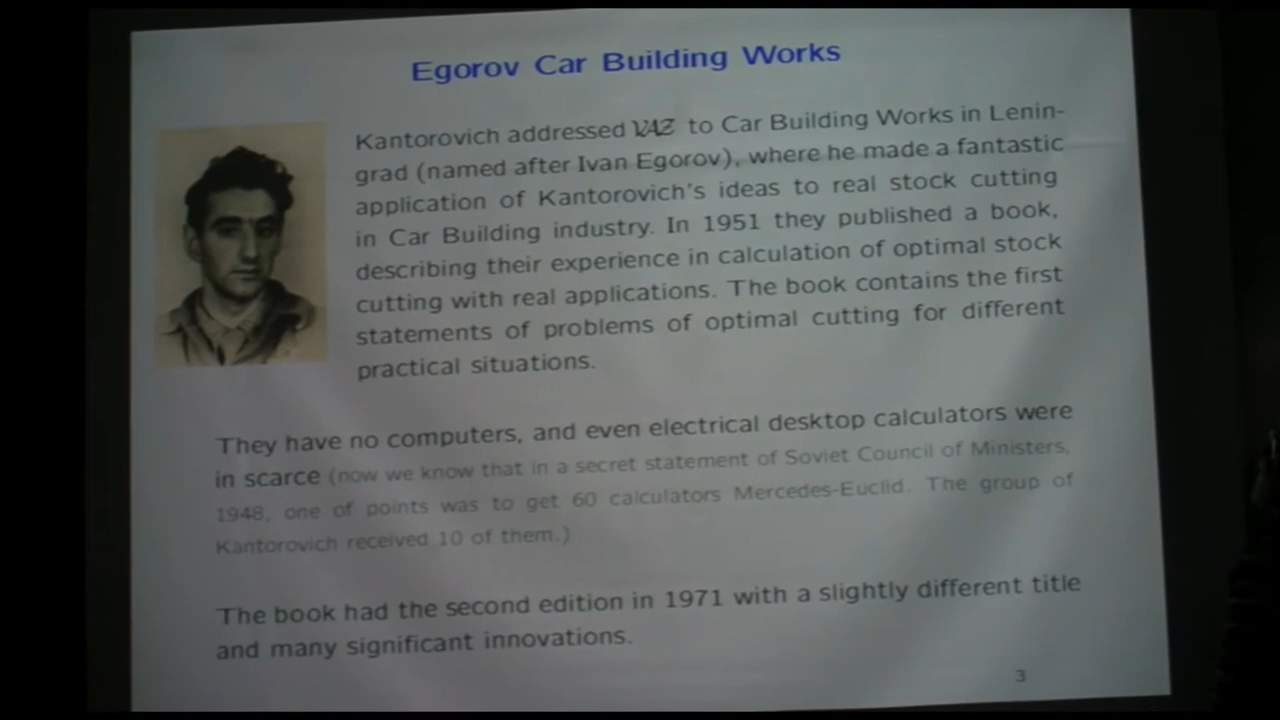 Egorov Car Building Works
Kantorovich addressed VAZ to Car Building Works in Lenin-
grad (named after Ivan Egorov), where he made a fantastic
application of Kantorovich's ideas to real stock cutting
in Car Building industry. In 1951 they published a book,
describing their experience in calculation of optimal stock
cutting with real applications. The book contains the first
statements of problems of optimal cutting for different
practical situations.
They have no computers, and even electrical desktop calculators were
in scarce (now we know that in a secret statement of Soviet Council of Ministers,
1948, one of points was to get 60 calculators Mercedes-Euclid. The group of
Kantorovich received 10 of them.)
The book had the second edition in 1971 with a slightly different title
and many significant innovations.
3